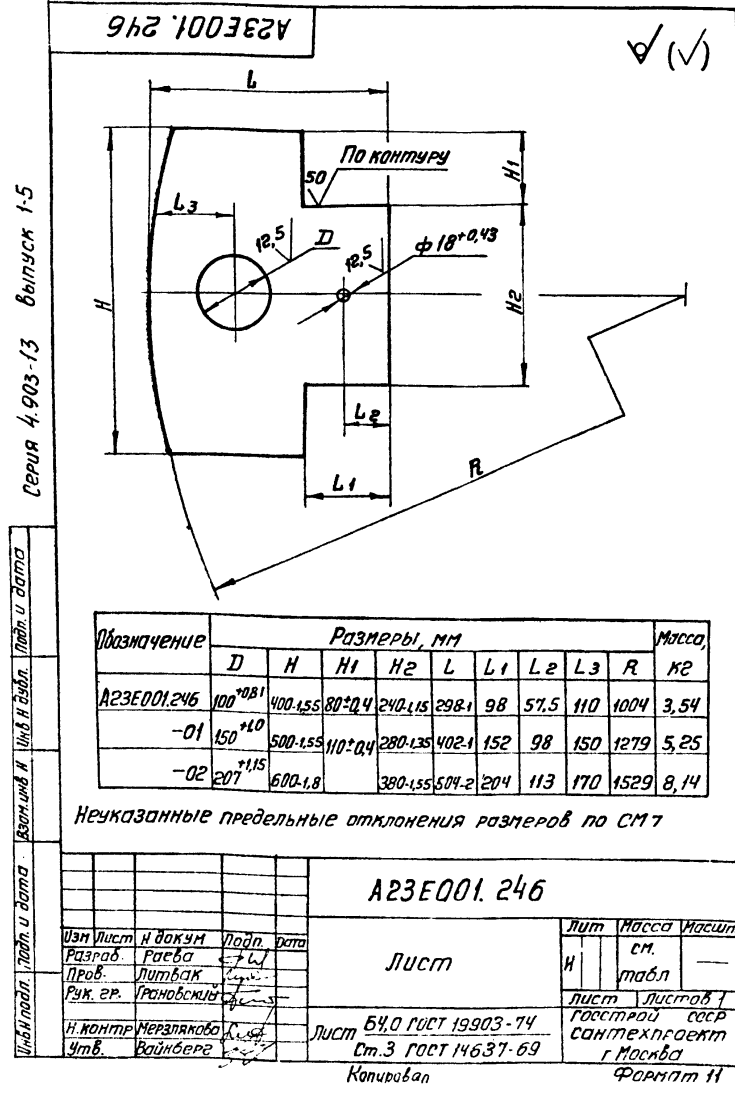 А23Е001.246
(√)
L
По контуру
50
H1
L3
12,5
D
12,5
ф18+0,43
H
H2
L2
L1
R
Серия 4.903-13 выпуск 1-5
Обозначение Размеры, мм Масса, кг
D H H1 H2 L L1 L2 L3 R
А23Е001.246 100+0,81 400-1,55 80±0,4 240-1,15 298-1 98 57,5 110 1004 3,54
-01 150+1,0 500-1,55 110±0,4 280-1,35 402-1 152 98 150 1279 5,25
-02 207+1,15 600-1,8 380-1,55 504-2 204 113 170 1529 8,14
Неуказанные предельные отклонения размеров по СМ7
Подп. и дата
Инв N дубл.
Взам. инв N
Подп. и дата
Инв N подл.
А23Е001.246
Изм Лист N докум Подп. Дата
Разраб. Раева
Пров. Литвак
Рук. гр. Грановский
Н.контр Мерзлякова
Утв. Вайнберг
Лист
Лит Масса Масшт
И см. табл —
лист листов 1
Лист Б4,0 ГОСТ 19903-74
Ст.3 ГОСТ 14637-69
Госстрой СССР
Сантехпроект
г Москва
Копировал Формат 11